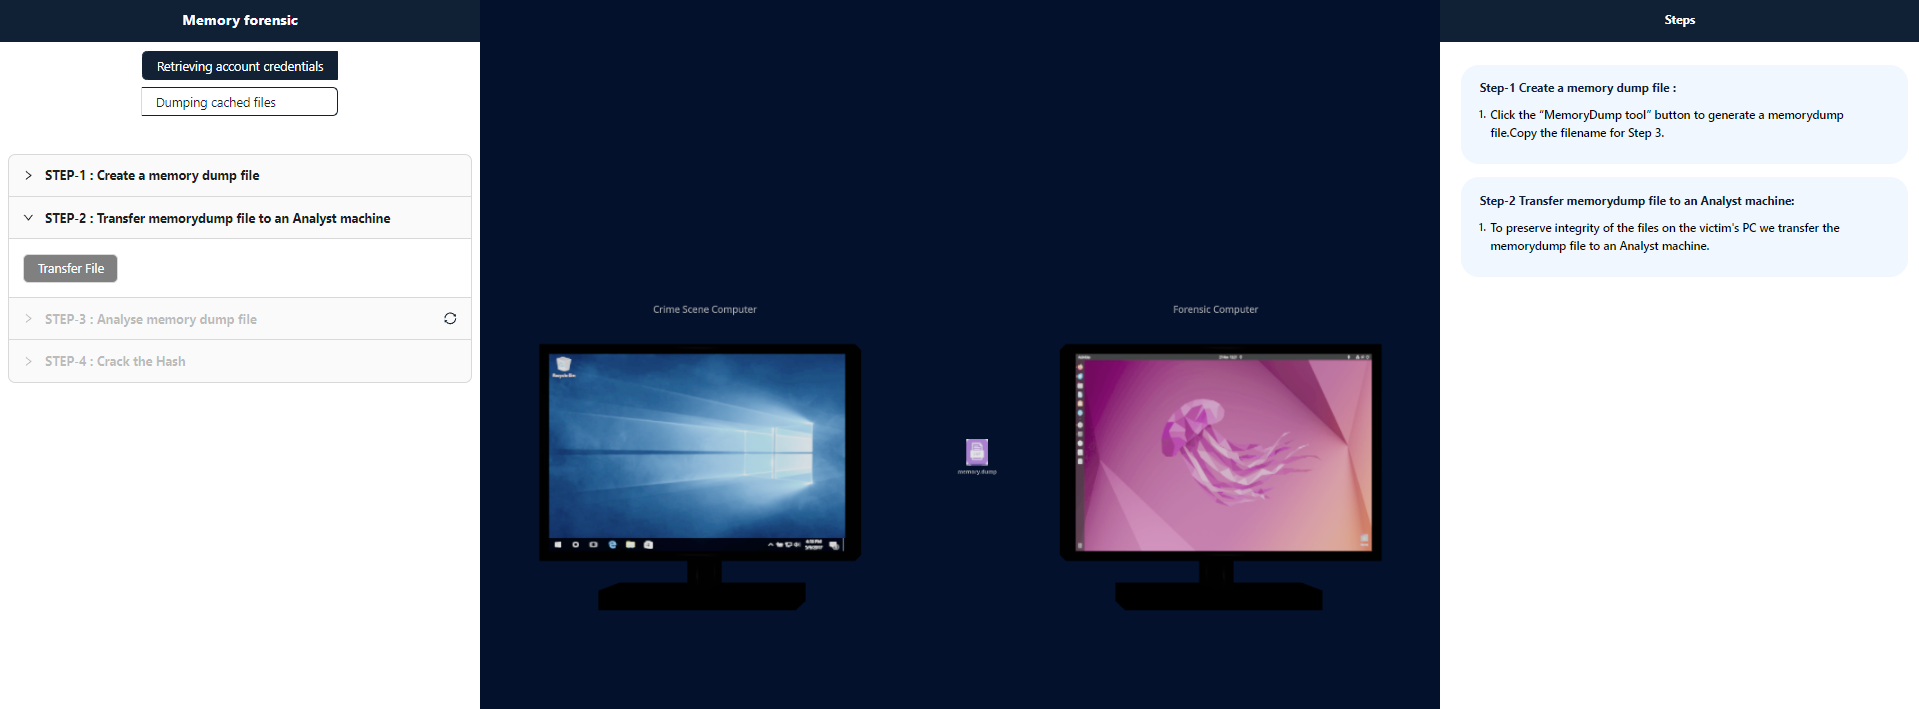 Memory forensic
Retrieving account credentials
Dumping cached files
STEP-1 : Create a memory dump file
STEP-2 : Transfer memorydump file to an Analyst machine
Transfer File
STEP-3 : Analyse memory dump file
STEP-4 : Crack the Hash
Crime Scene Computer
Recycle Bin
memory.dump
Forensic Computer
Steps
Step-1 Create a memory dump file :
1. Click the “MemoryDump tool” button to generate a memorydump
file.Copy the filename for Step 3.
Step-2 Transfer memorydump file to an Analyst machine:
1. To preserve integrity of the files on the victim's PC we transfer the
memorydump file to an Analyst machine.